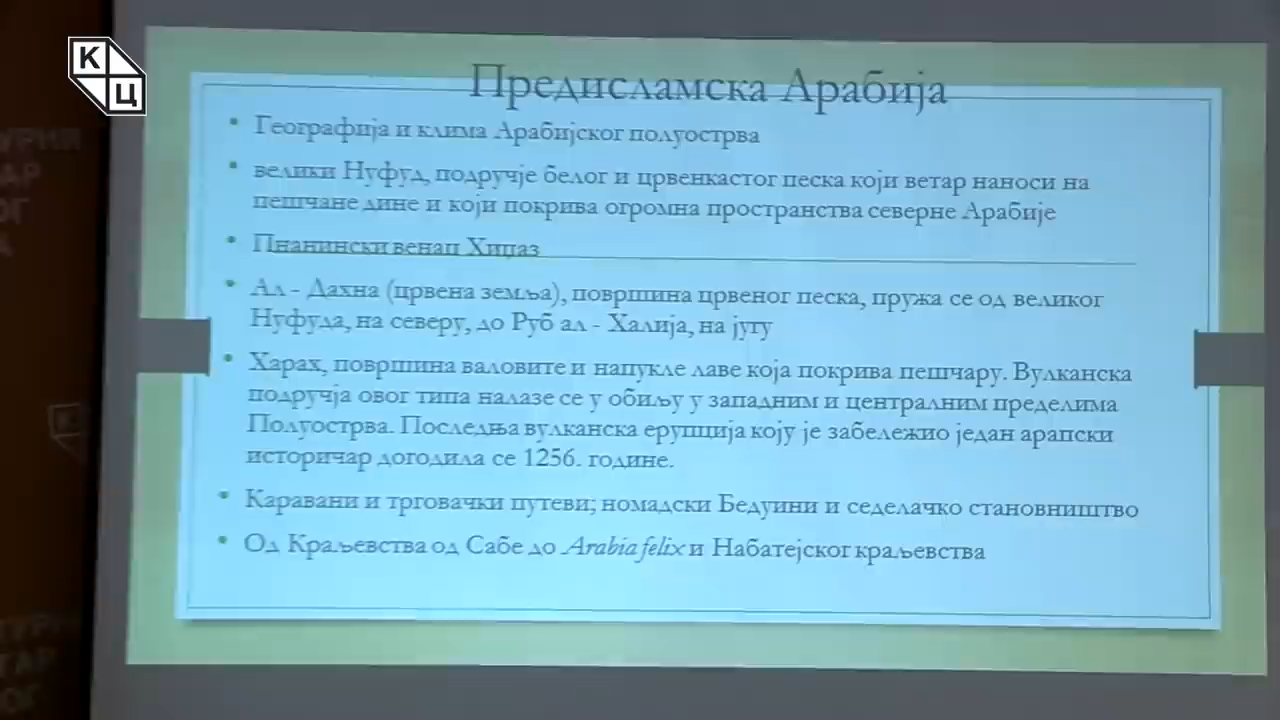 К
Ц
Предисламска Арабија
• Географија и клима Арабијског полуострва
• велики Нуфуд, подручје белог и црвенкастог песка који ветар наноси на
пешчане дине и који покрива огромна пространства северне Арабије
• Планински венац Хиџаз
• Ал - Дахна (црвена земља), површина црвеног песка, пружа се од великог
Нуфуда, на северу, до Руб ал - Халија, на југу
• Харах, површина валовите и напукле лаве која покрива пешчару. Вулканска
подручја овог типа налазе се у обиљу у западним и централним пределима
Полуострва. Последња вулканска ерупција коју је забележио један арапски
историчар догодила се 1256. године.
• Каравани и трговачки путеви; номадски Бедуини и седелачко становништво
• Од Краљевства од Сабе до Arabia felix и Набатејског краљевства